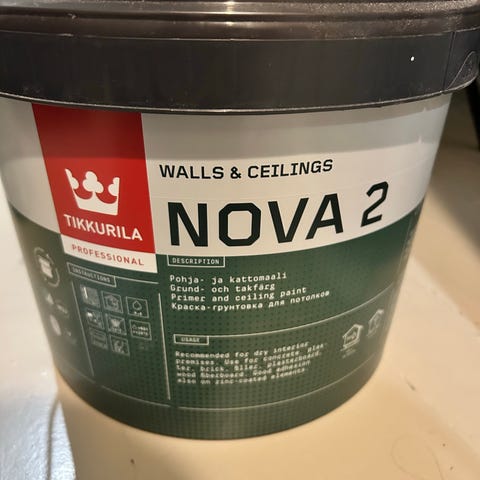 WALLS & CEILINGS
TIKKURILA
PROFESSIONAL
NOVA 2
DESCRIPTION
Pohja- ja kattomaali
Grund- och takfärg
Primer and ceiling paint
Краска-грунтовка для потолков
INSTRUCTIONS
USAGE
Recommended for dry interior
premises. Use for concrete, plas-
ter, brick, filler, plasterboard,
wood fiberboard. Good adhesion
also on zinc-coated elements.